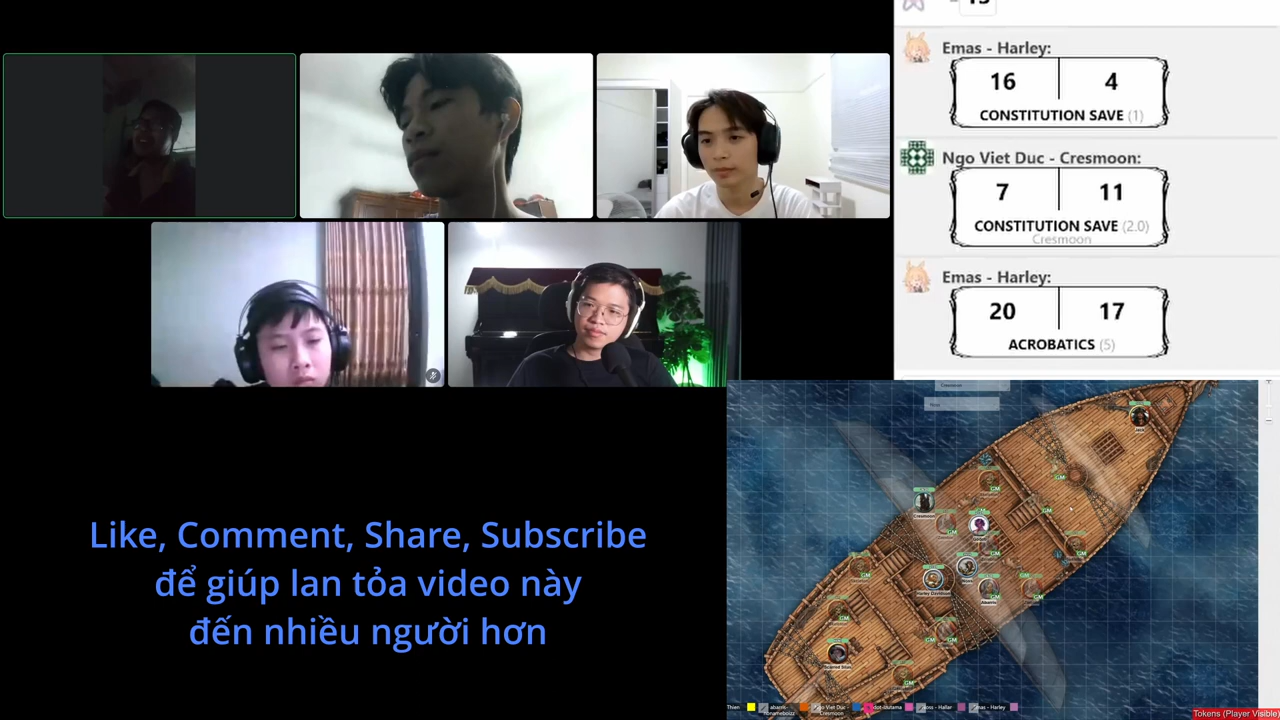 Emas - Harley:
16 4
CONSTITUTION SAVE (1)
Ngo Viet Duc - Cresmoon:
7 11
CONSTITUTION SAVE (2.0)
Cresmoon
Emas - Harley:
20 17
ACROBATICS (5)
Like, Comment, Share, Subscribe
để giúp lan tỏa video này
đến nhiều người hơn
Tokens (Player Visible)